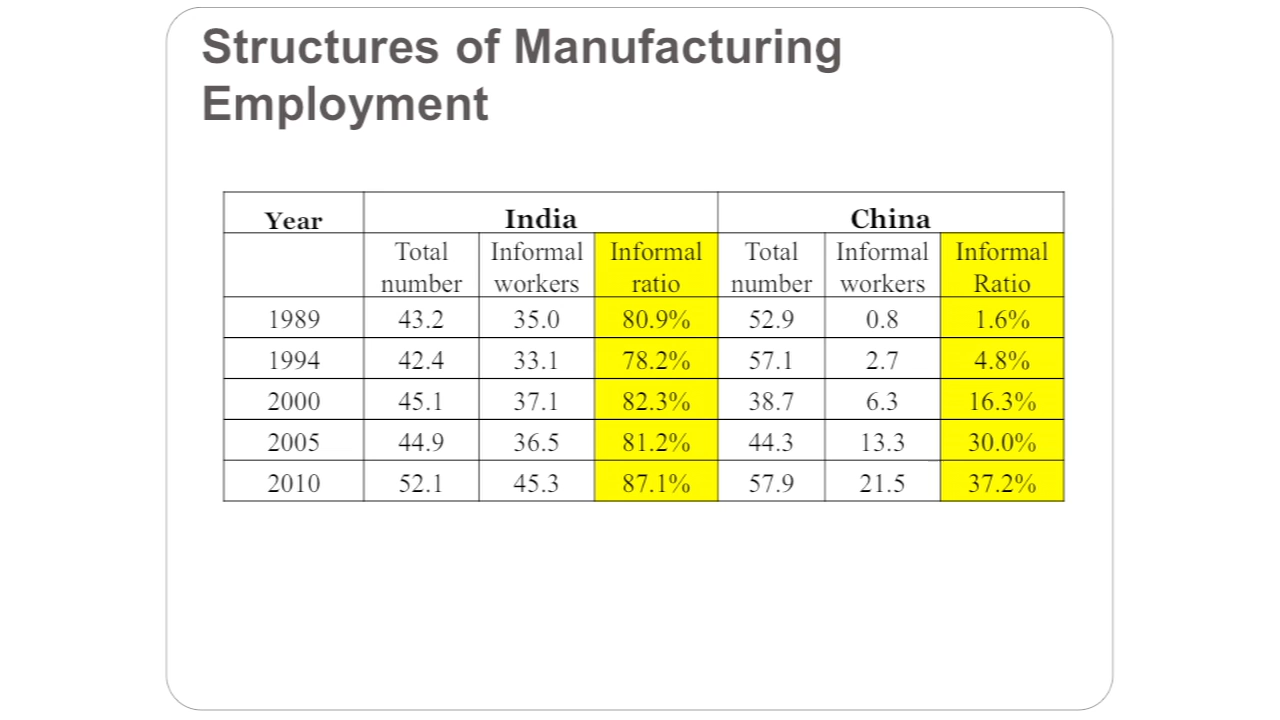 Structures of Manufacturing
Employment
Year India China
Total number Informal workers Informal ratio Total number Informal workers Informal Ratio
1989 43.2 35.0 80.9% 52.9 0.8 1.6%
1994 42.4 33.1 78.2% 57.1 2.7 4.8%
2000 45.1 37.1 82.3% 38.7 6.3 16.3%
2005 44.9 36.5 81.2% 44.3 13.3 30.0%
2010 52.1 45.3 87.1% 57.9 21.5 37.2%